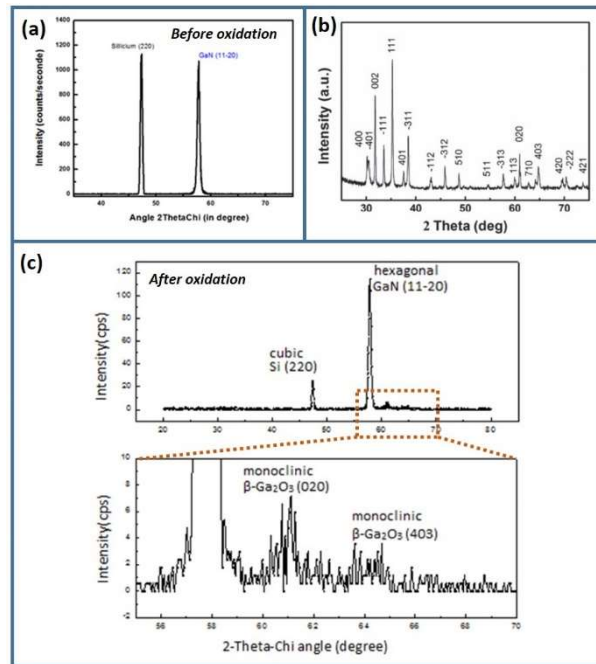 (a)
Before oxidation
Sillicium (220)
GaN (11-20)
Intensity (counts/seconde)
1400
1200
1000
800
600
400
200
0
40
50
60
70
Angle 2ThetaChi (in degree)
(b)
Intensity (a.u.)
400
-401
002
-111
111
401
-311
-112
-312
510
511
-313
113
020
710
403
420
-222
421
30
40
50
60
70
2 Theta (deg)
(c)
After oxidation
hexagonal
GaN (11-20)
cubic
Si (220)
Intensity(cps)
120
100
80
60
40
20
0
20
30
40
50
60
70
80
monoclinic
β-Ga₂O₃ (020)
monoclinic
β-Ga₂O₃ (403)
Intensity(cps)
10
8
6
4
2
0
-2
56
58
60
62
64
66
68
70
2-Theta-Chi angle (degree)